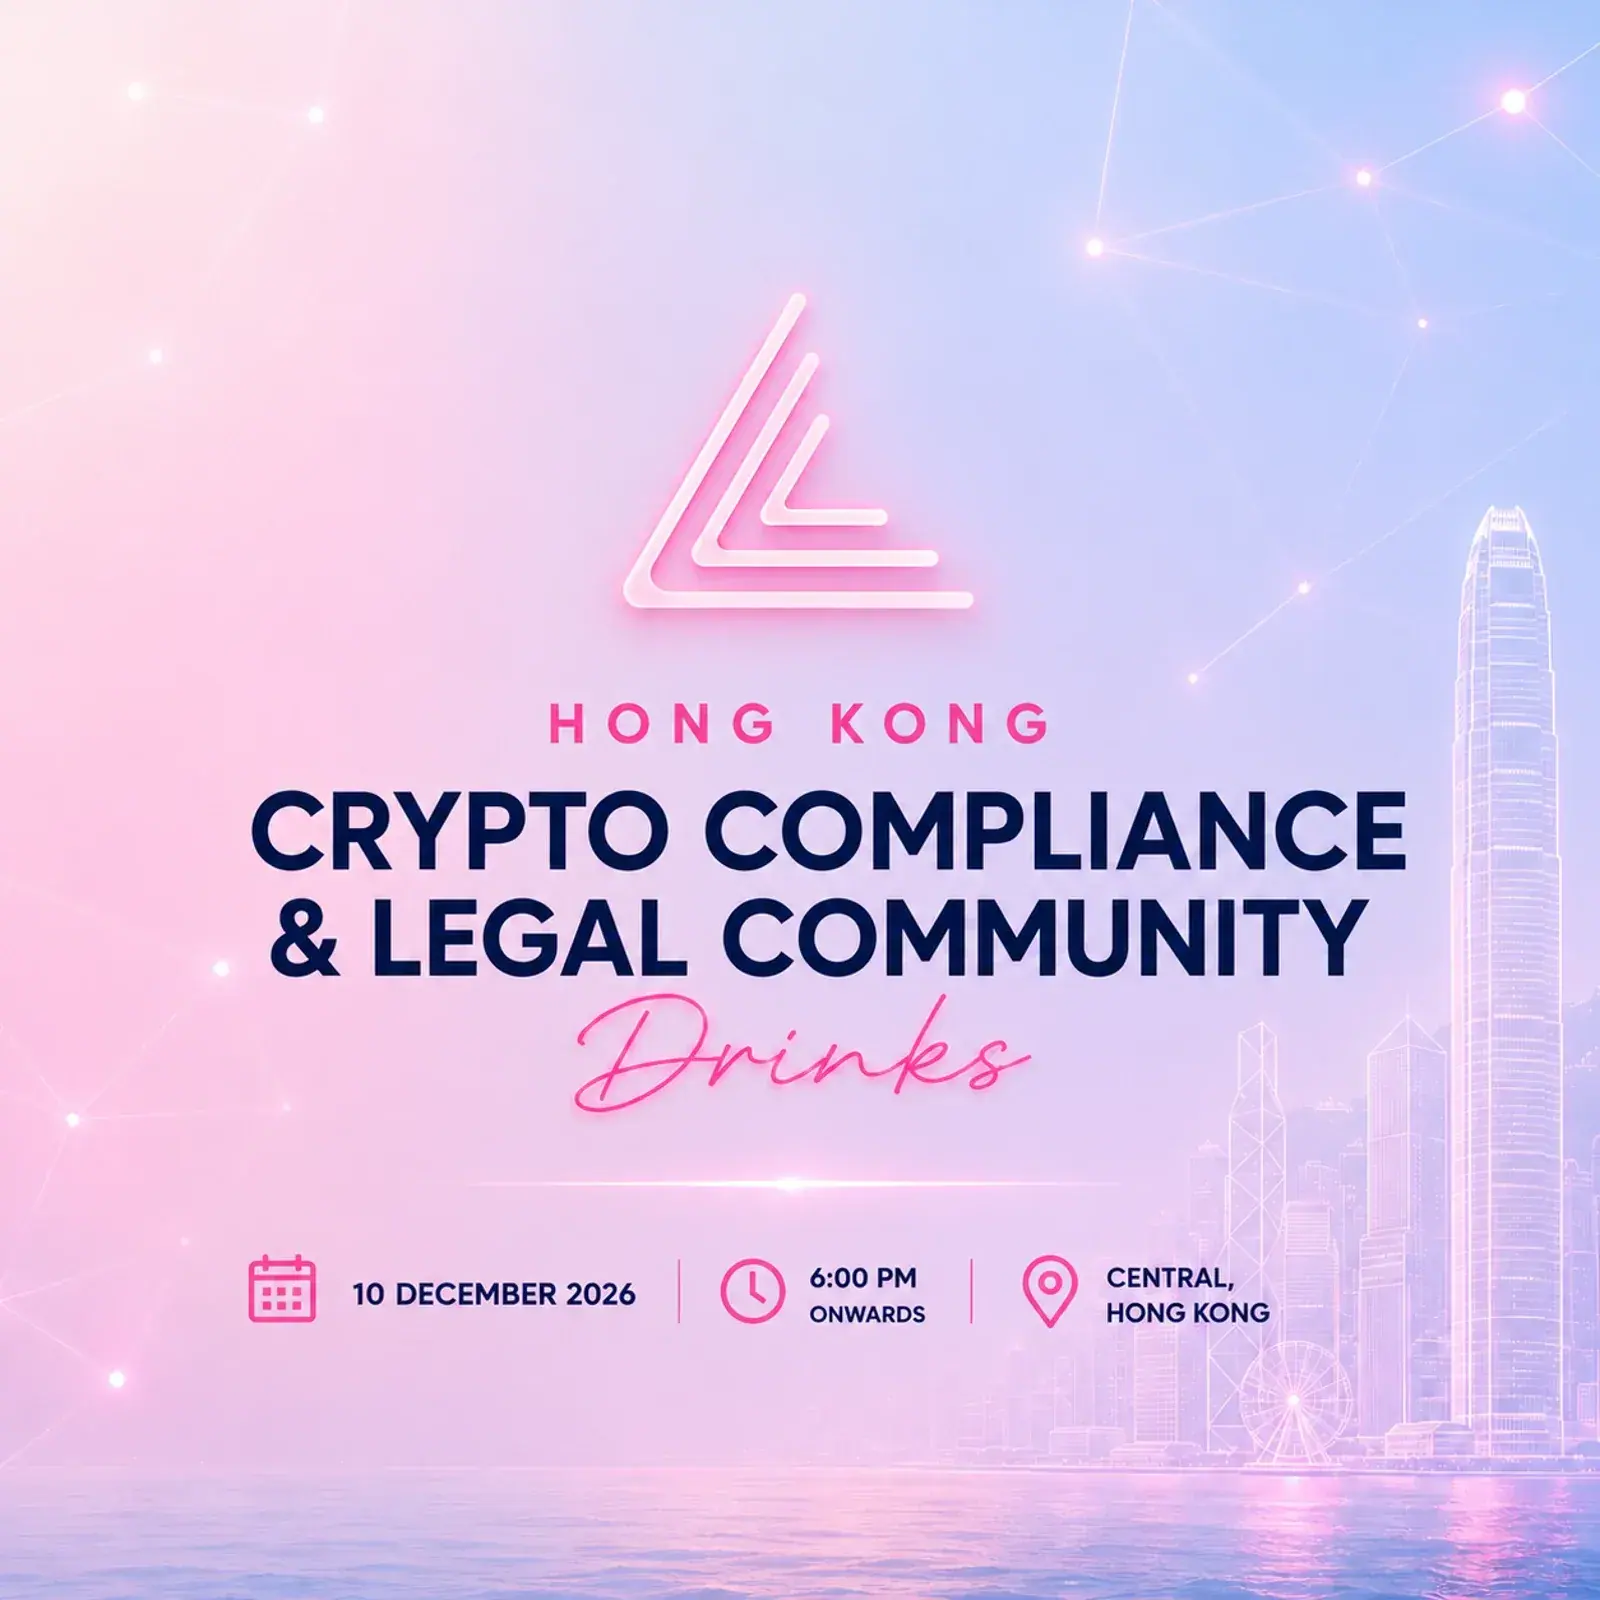 HONG KONG
CRYPTO COMPLIANCE
& LEGAL COMMUNITY
Drinks
10 DECEMBER 2026
6:00 PM
ONWARDS
CENTRAL,
HONG KONG